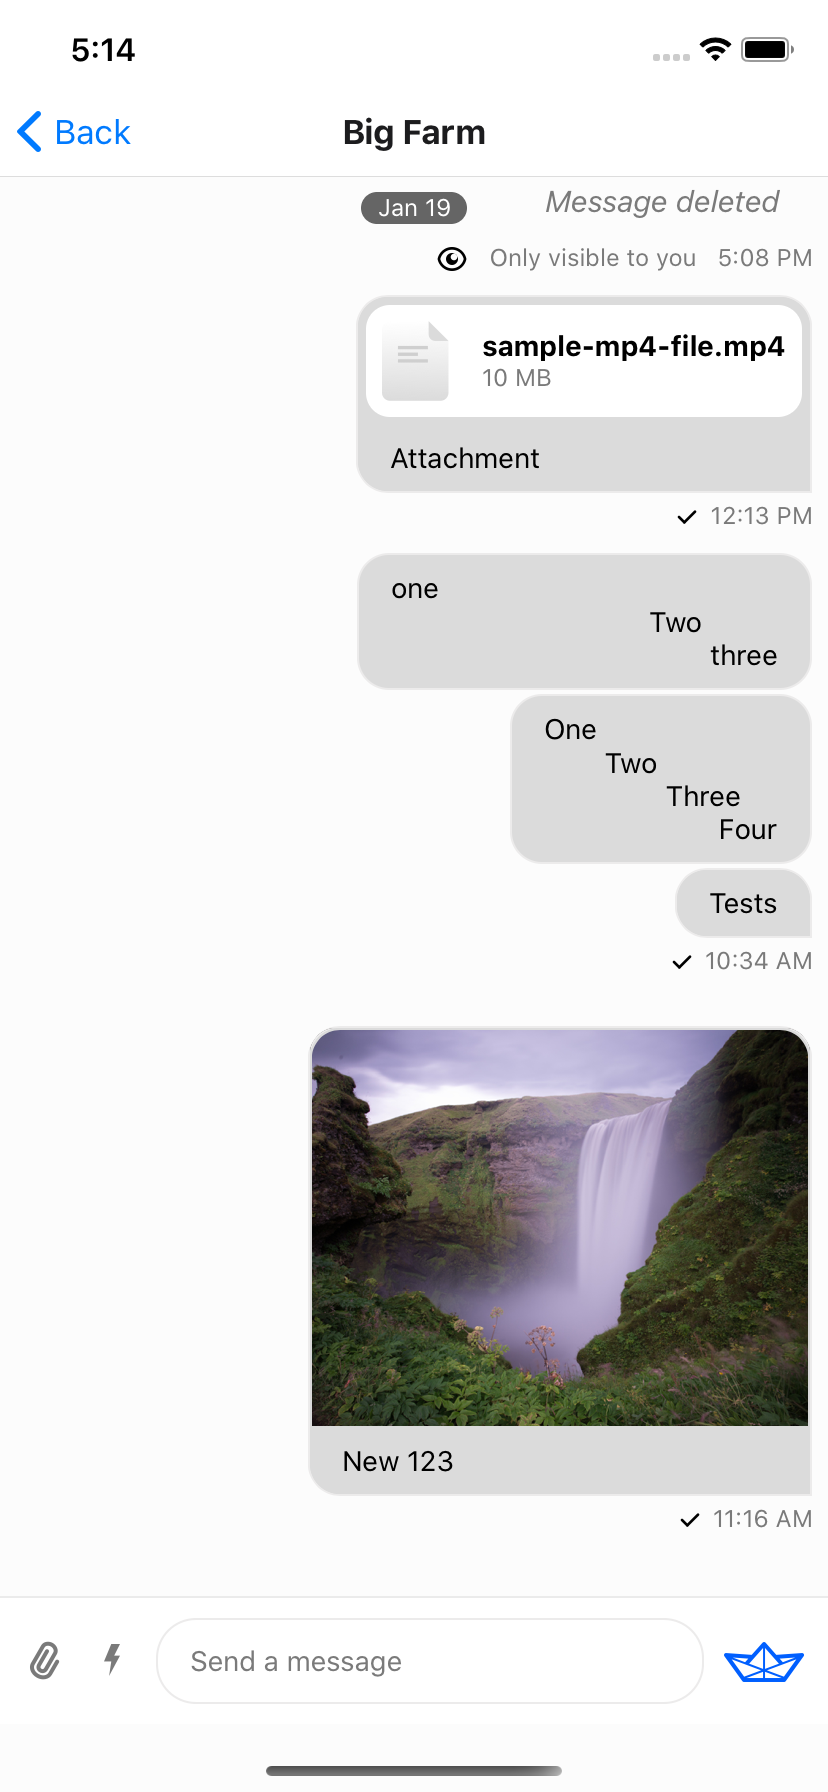 5:14
Back
Big Farm
Jan 19
Message deleted
Only visible to you 5:08 PM
sample-mp4-file.mp4
10 MB
Attachment
12:13 PM
one
Two
three
One
Two
Three
Four
Tests
10:34 AM
New 123
11:16 AM
Send a message